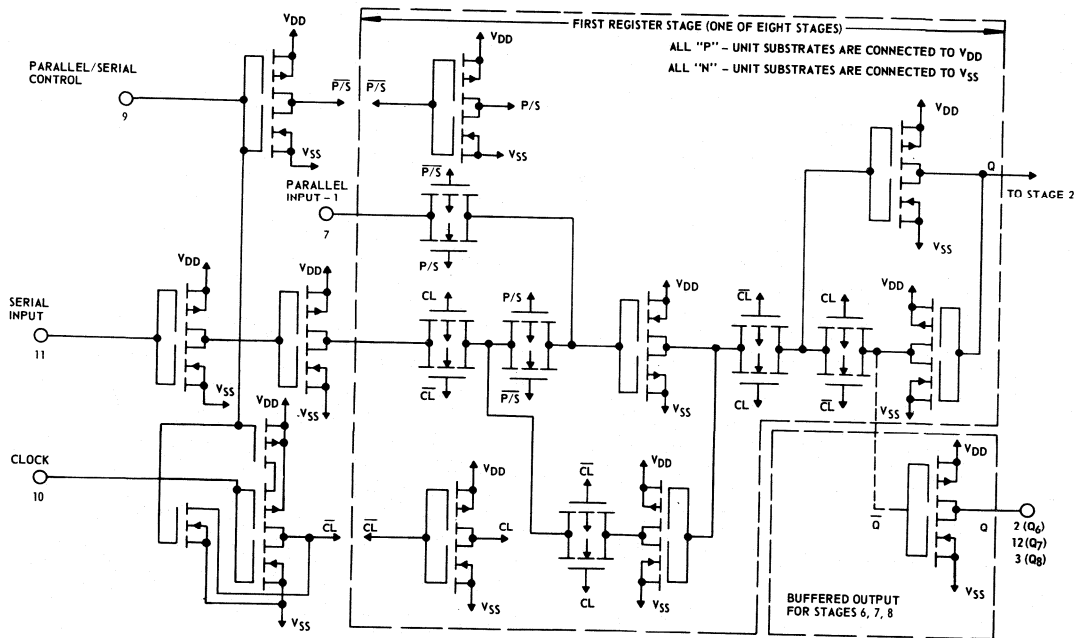 FIRST REGISTER STAGE (ONE OF EIGHT STAGES)
ALL "P" – UNIT SUBSTRATES ARE CONNECTED TO VDD
ALL "N" – UNIT SUBSTRATES ARE CONNECTED TO VSS
VDD
PARALLEL/SERIAL
CONTROL
9
P/S
VSS
P/S
VDD
P/S
VSS
VDD
Q
TO STAGE 2
VSS
PARALLEL
INPUT – 1
7
P/S
P/S
SERIAL
INPUT
11
VDD
VSS
VDD
VSS
CL
CL
P/S
P/S
VDD
VSS
CL
CL
CL
CL
VDD
VSS
CLOCK
10
VDD
CL
VSS
CL
VDD
CL
VSS
CL
CL
VDD
VSS
Q
VDD
Q
VSS
2 (Q6)
12 (Q7)
3 (Q8)
BUFFERED OUTPUT
FOR STAGES 6, 7, 8